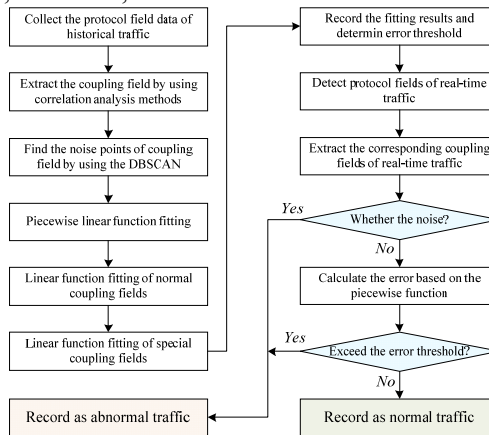 Collect the protocol field data of
historical traffic
Extract the coupling field by using
correlation analysis methods
Find the noise points of coupling
field by using the DBSCAN
Piecewise linear function fitting
Linear function fitting of normal
coupling fields
Linear function fitting of special
coupling fields
Record as abnormal traffic
Record the fitting results and
determin error threshold
Detect protocol fields of real-time
traffic
Extract the corresponding coupling
fields of real-time traffic
Whether the noise?
Yes
No
Calculate the error based on the
piecewise function
Exceed the error threshold?
Yes
No
Record as normal traffic